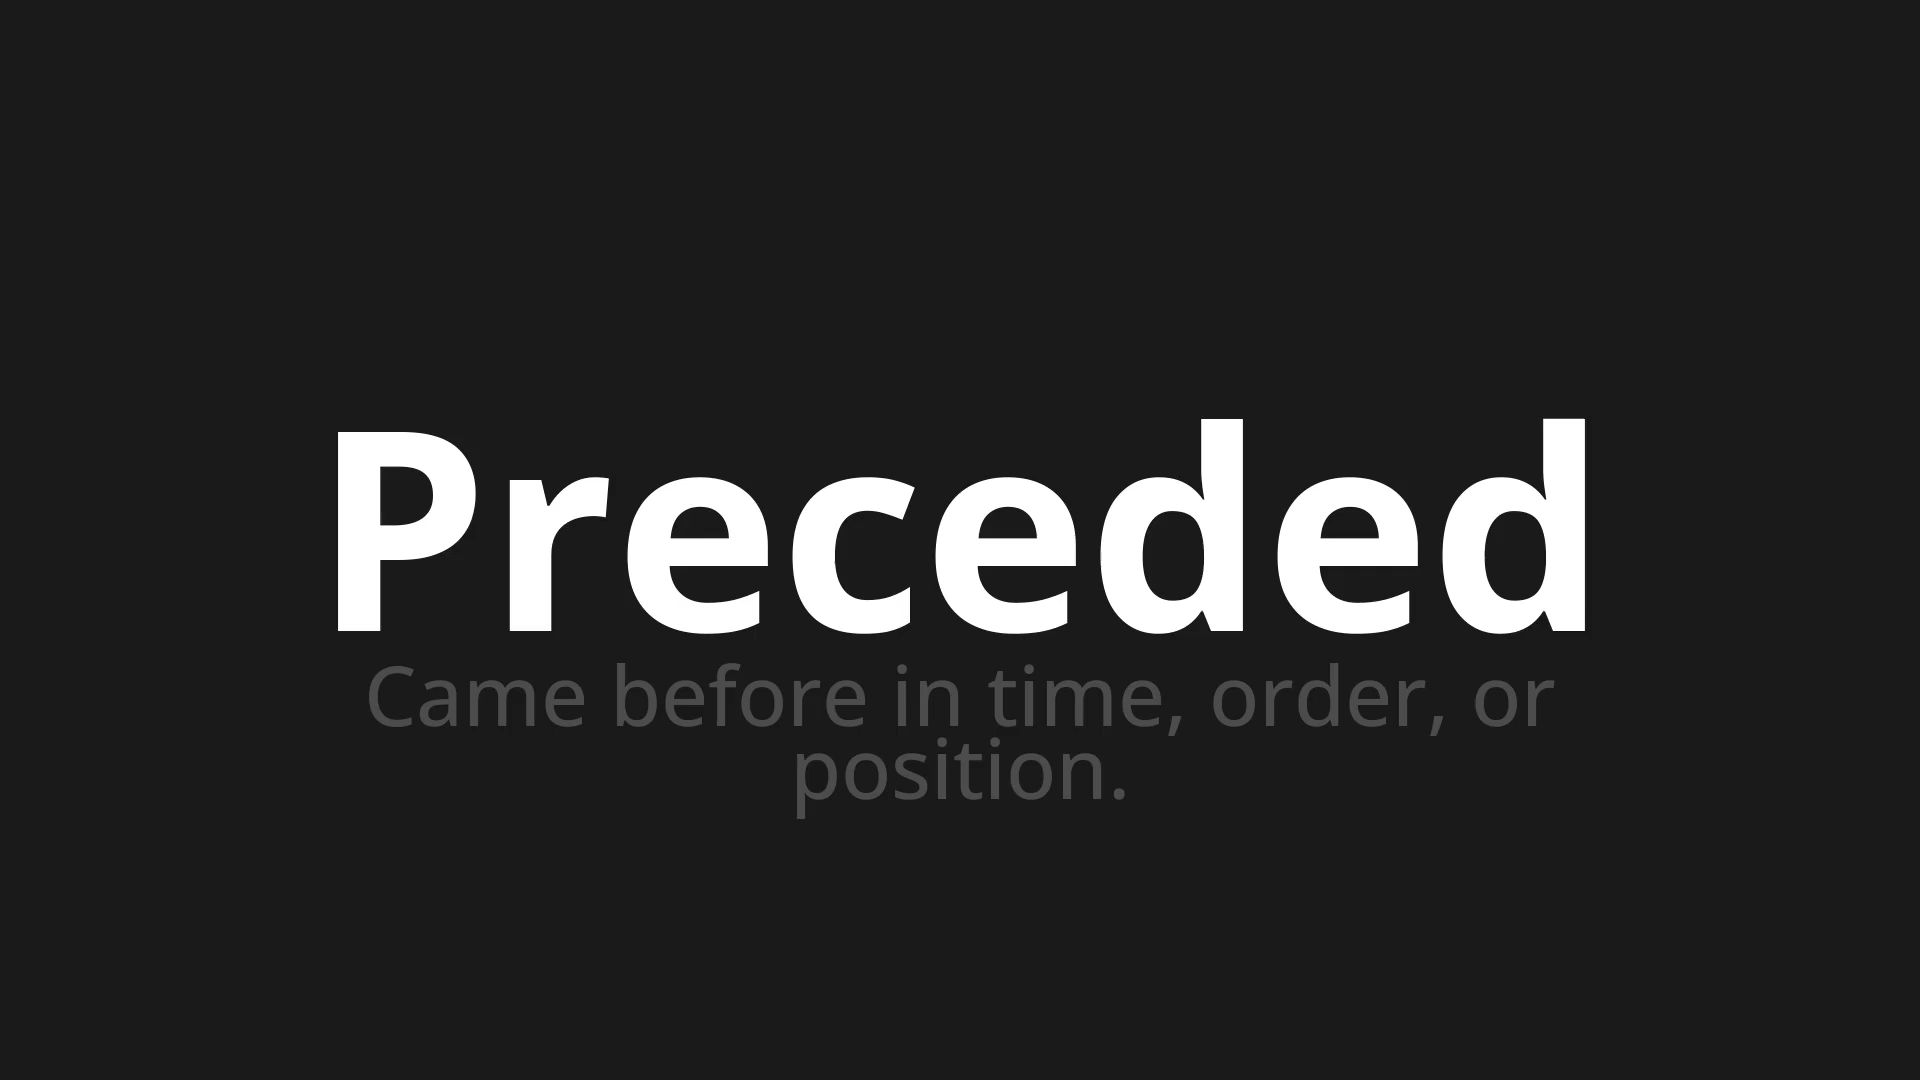 Preceded
Came before in time, order, or
position.